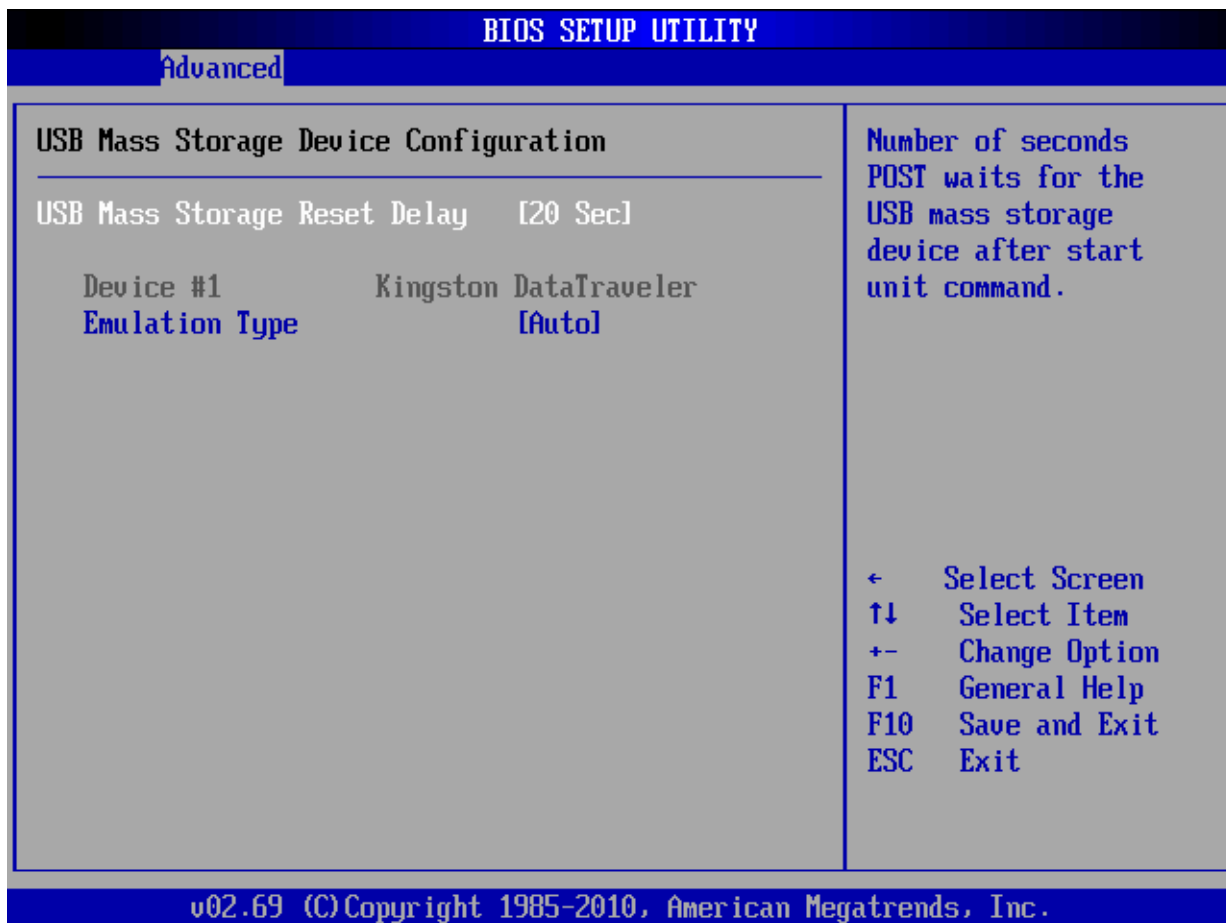 BIOS SETUP UTILITY
Advanced
USB Mass Storage Device Configuration
USB Mass Storage Reset Delay [20 Sec]
Device #1 Kingston DataTraveler
Emulation Type [Auto]
Number of seconds
POST waits for the
USB mass storage
device after start
unit command.
← Select Screen
↑↓ Select Item
+- Change Option
F1 General Help
F10 Save and Exit
ESC Exit
v02.69 (C)Copyright 1985-2010, American Megatrends, Inc.